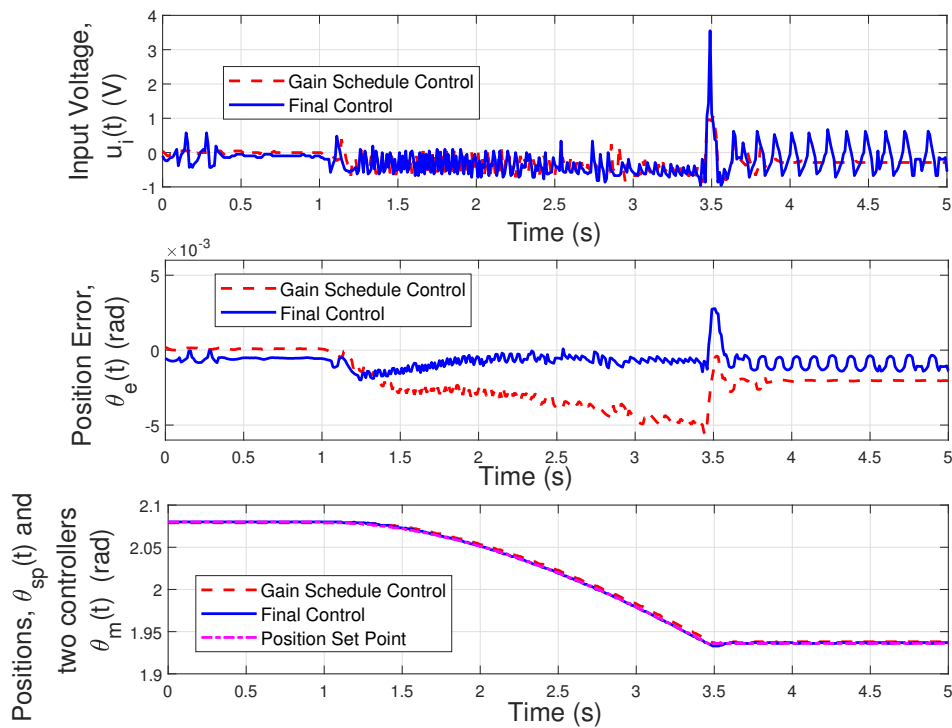 Input Voltage,
u_i(t) (V)
4
3
2
1
0
-1
Gain Schedule Control
Final Control
0 0.5 1 1.5 2 2.5 3 3.5 4 4.5 5
Time (s)
×10^-3
Position Error,
θ_e(t) (rad)
5
0
-5
Gain Schedule Control
Final Control
0 0.5 1 1.5 2 2.5 3 3.5 4 4.5 5
Time (s)
Positions, θ_sp(t) and
two controllers
θ_m(t) (rad)
2.1
2.05
2
1.95
1.9
Gain Schedule Control
Final Control
Position Set Point
0 0.5 1 1.5 2 2.5 3 3.5 4 4.5 5
Time (s)